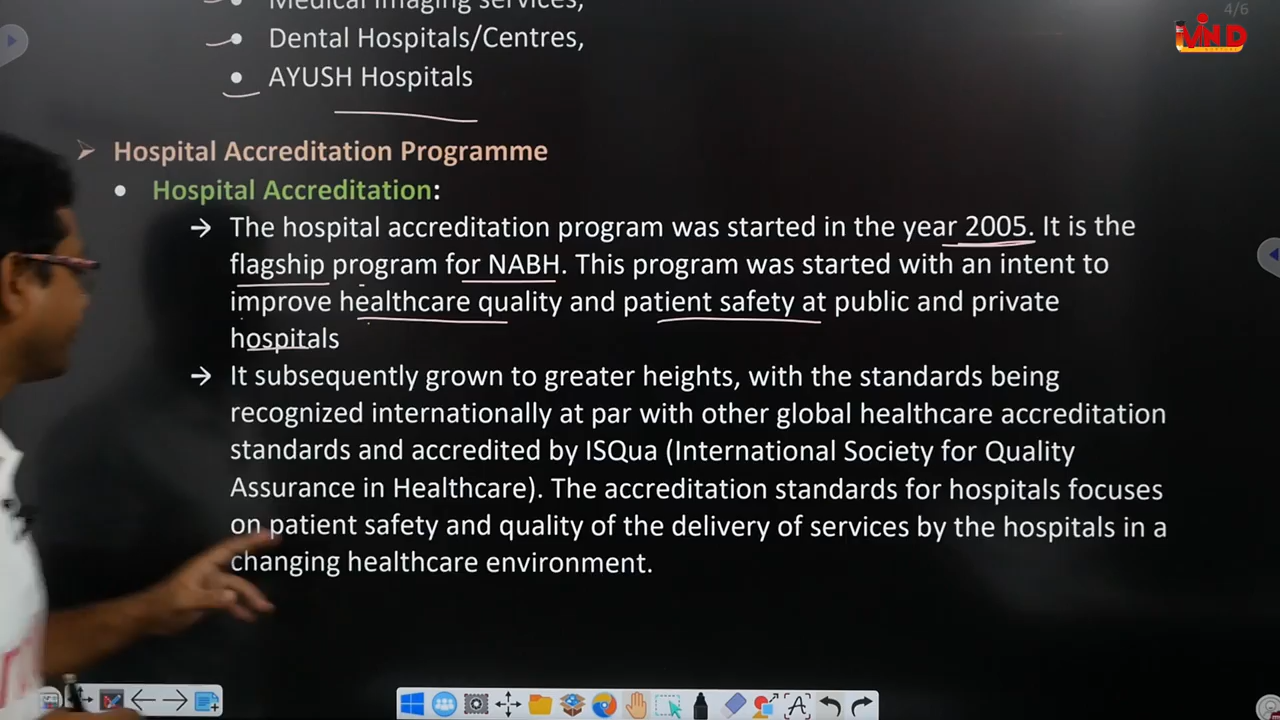 Medical Imaging services,
4/6
Dental Hospitals/Centres,
AYUSH Hospitals
Hospital Accreditation Programme
Hospital Accreditation:
The hospital accreditation program was started in the year 2005. It is the
flagship program for NABH. This program was started with an intent to
improve healthcare quality and patient safety at public and private
hospitals
It subsequently grown to greater heights, with the standards being
recognized internationally at par with other global healthcare accreditation
standards and accredited by ISQua (International Society for Quality
Assurance in Healthcare). The accreditation standards for hospitals focuses
on patient safety and quality of the delivery of services by the hospitals in a
changing healthcare environment.